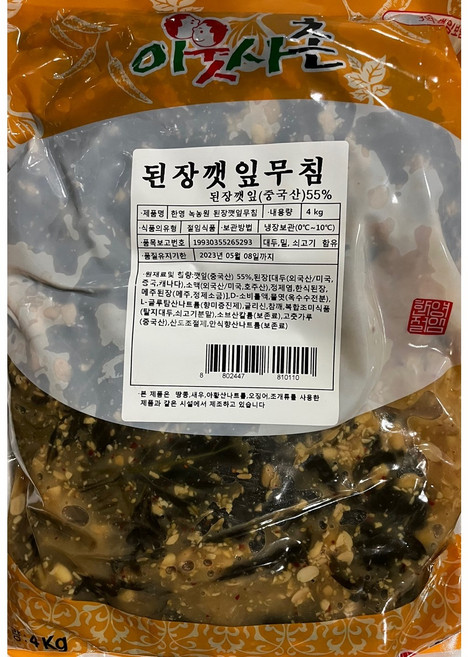 이웃사촌
된장깻잎무침
된장깻잎(중국산)55%
·제품명 한영 녹농원 된장깻잎무침 ·내용량 4 kg
·식품의유형 절임식품 ·보관방법 냉장보관(0℃~10℃)
·품목보고번호 19930355265293 대두,밀, 쇠고기 함유
·품질유지기한 2023년 05월 08일까지
·원재료및 함량:깻잎(중국산) 55%,된장[대두(외국산/미국,
중국,캐나다), 소맥(외국산/미국,호주산), 정제염, 한식된장,
메주된장(메주,정제소금)],D-소비톨액,물엿(옥수수전분),
L-글루탐산나트륨(향미증진제),글리신,참깨,복합조미식품
(탈지대두,쇠고기분말),소브산칼륨(보존료),고춧가루
(중국산),산도조절제,안식향산나트륨(보존료)
8 802447 810110
·본 제품은 땅콩,새우,아황산나트륨,오징어,조개류를 사용한
제품과 같은 시설에서 제조하고 있습니다
4Kg